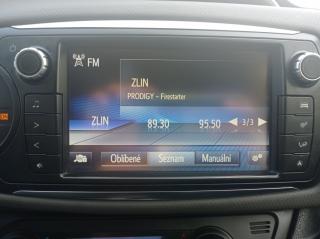 FM
ZLIN
PRODIGY - Firestarter
ZLIN 89.30 95.50 3/3
Oblíbené Seznam Manuální